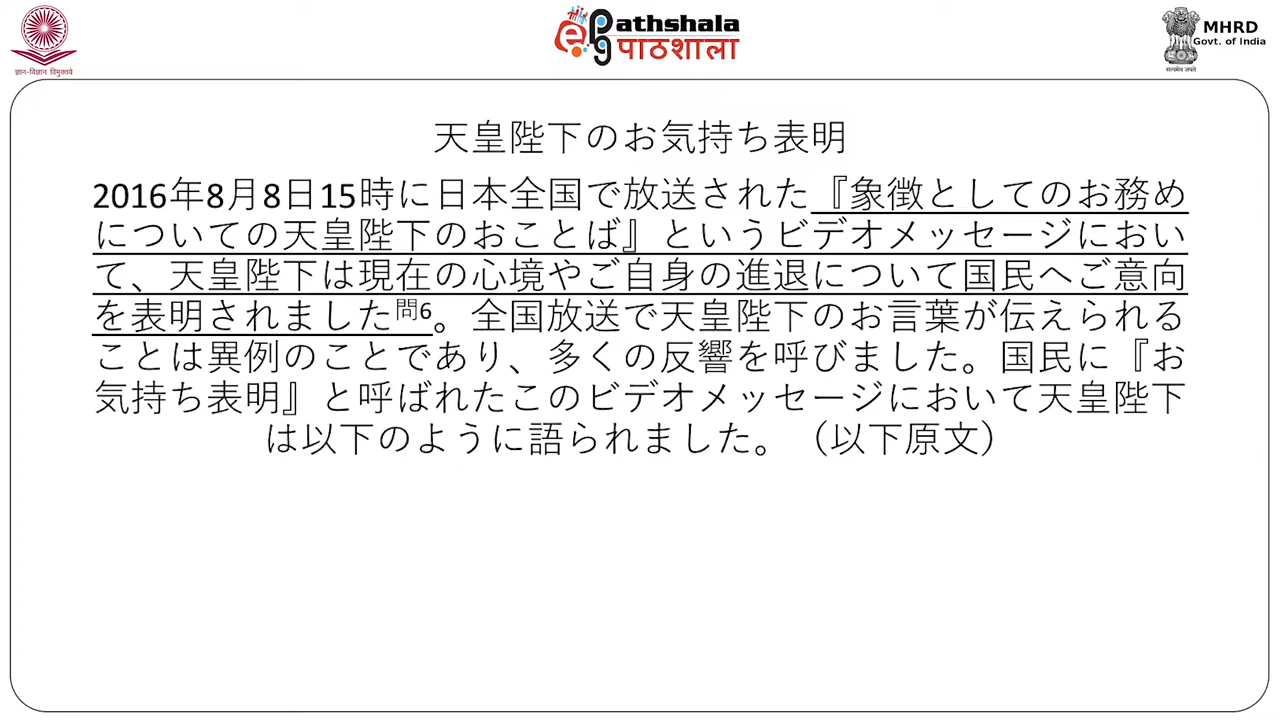 ज्ञान-विज्ञान विमुक्तये
ePathshala
पाठशाला
MHRD
Govt. of India
सत्यमेव जयते
天皇陛下のお気持ち表明
2016年8月8日15時に日本全国で放送された『象徴としてのお務め
についての天皇陛下のおことば』というビデオメッセージにおい
て、天皇陛下は現在の心境やご自身の進退について国民へご意向
を表明されました問6。全国放送で天皇陛下のお言葉が伝えられる
ことは異例のことであり、多くの反響を呼びました。国民に『お
気持ち表明』と呼ばれたこのビデオメッセージにおいて天皇陛下
は以下のように語られました。（以下原文）